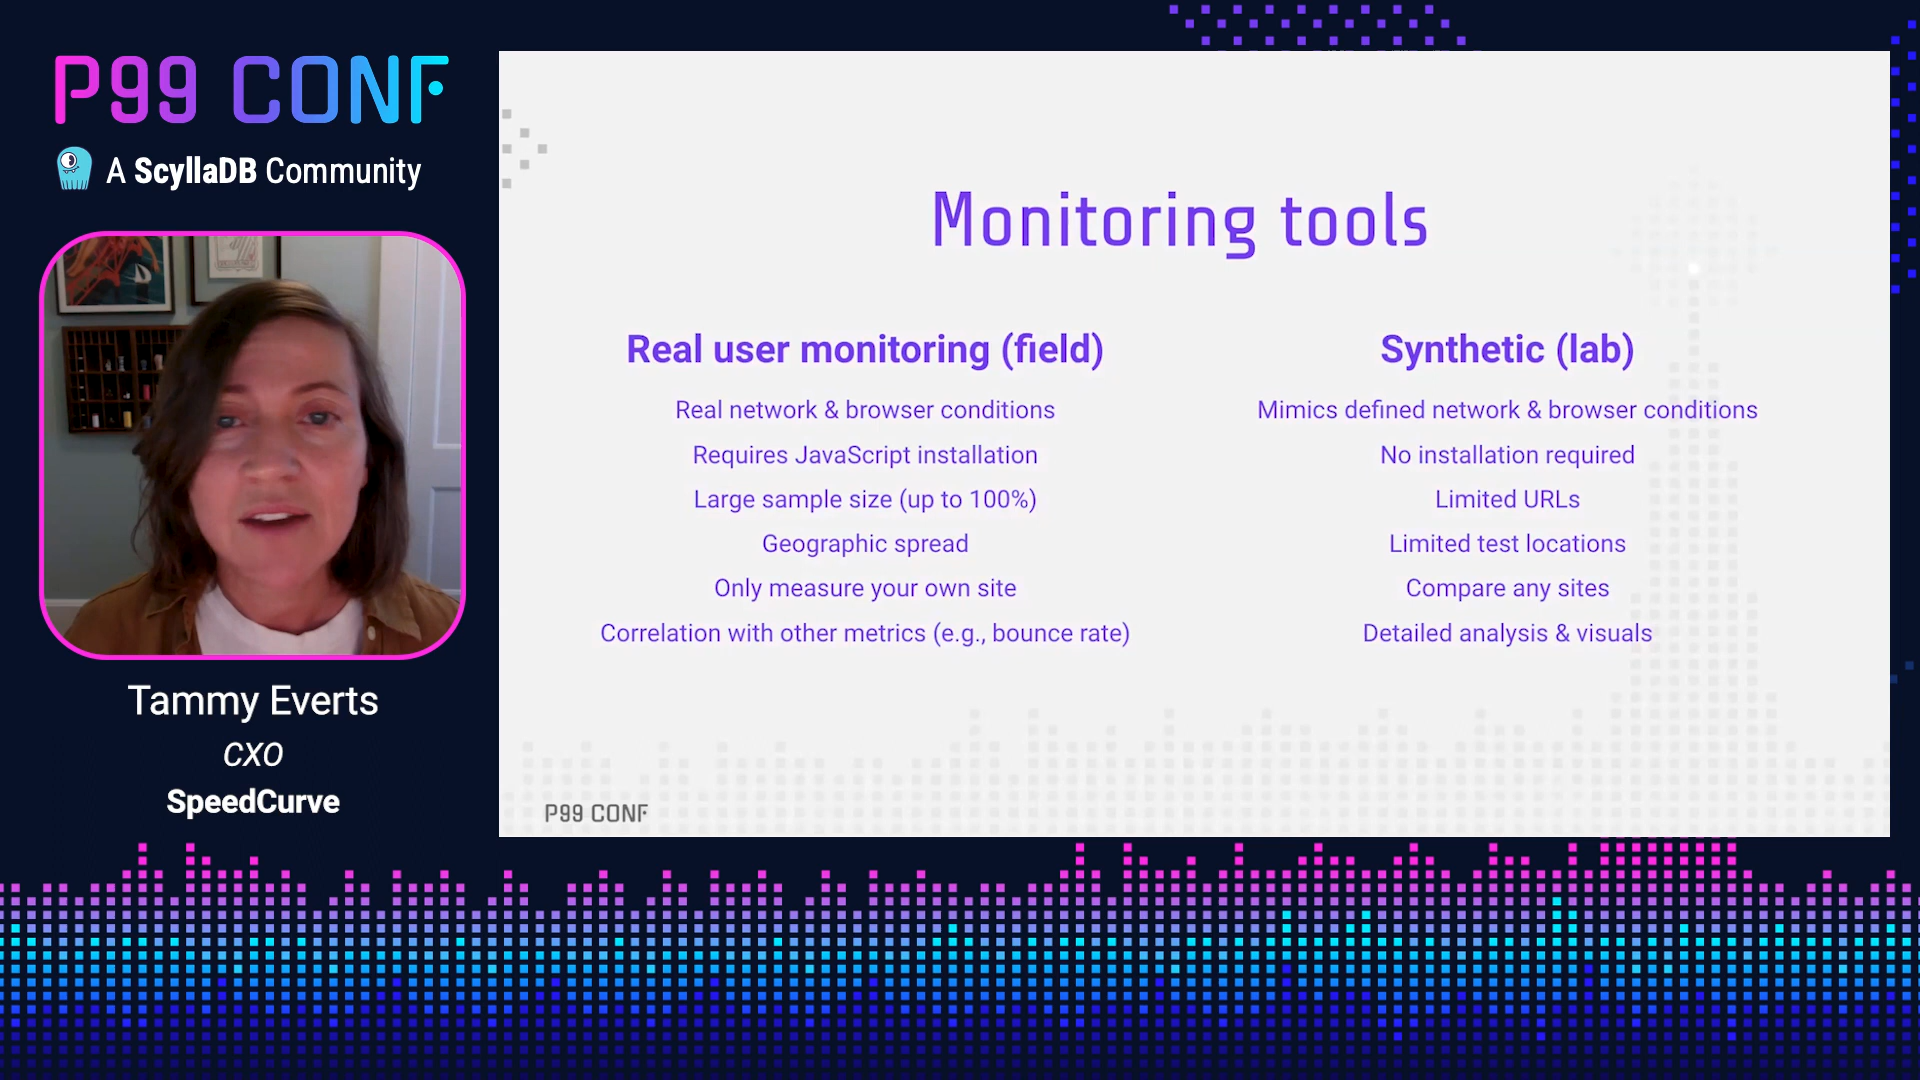 P99 CONF
A ScyllaDB Community
Tammy Everts
CXO
SpeedCurve
Monitoring tools
Real user monitoring (field)
Real network & browser conditions
Requires JavaScript installation
Large sample size (up to 100%)
Geographic spread
Only measure your own site
Correlation with other metrics (e.g., bounce rate)
Synthetic (lab)
Mimics defined network & browser conditions
No installation required
Limited URLs
Limited test locations
Compare any sites
Detailed analysis & visuals
P99 CONF